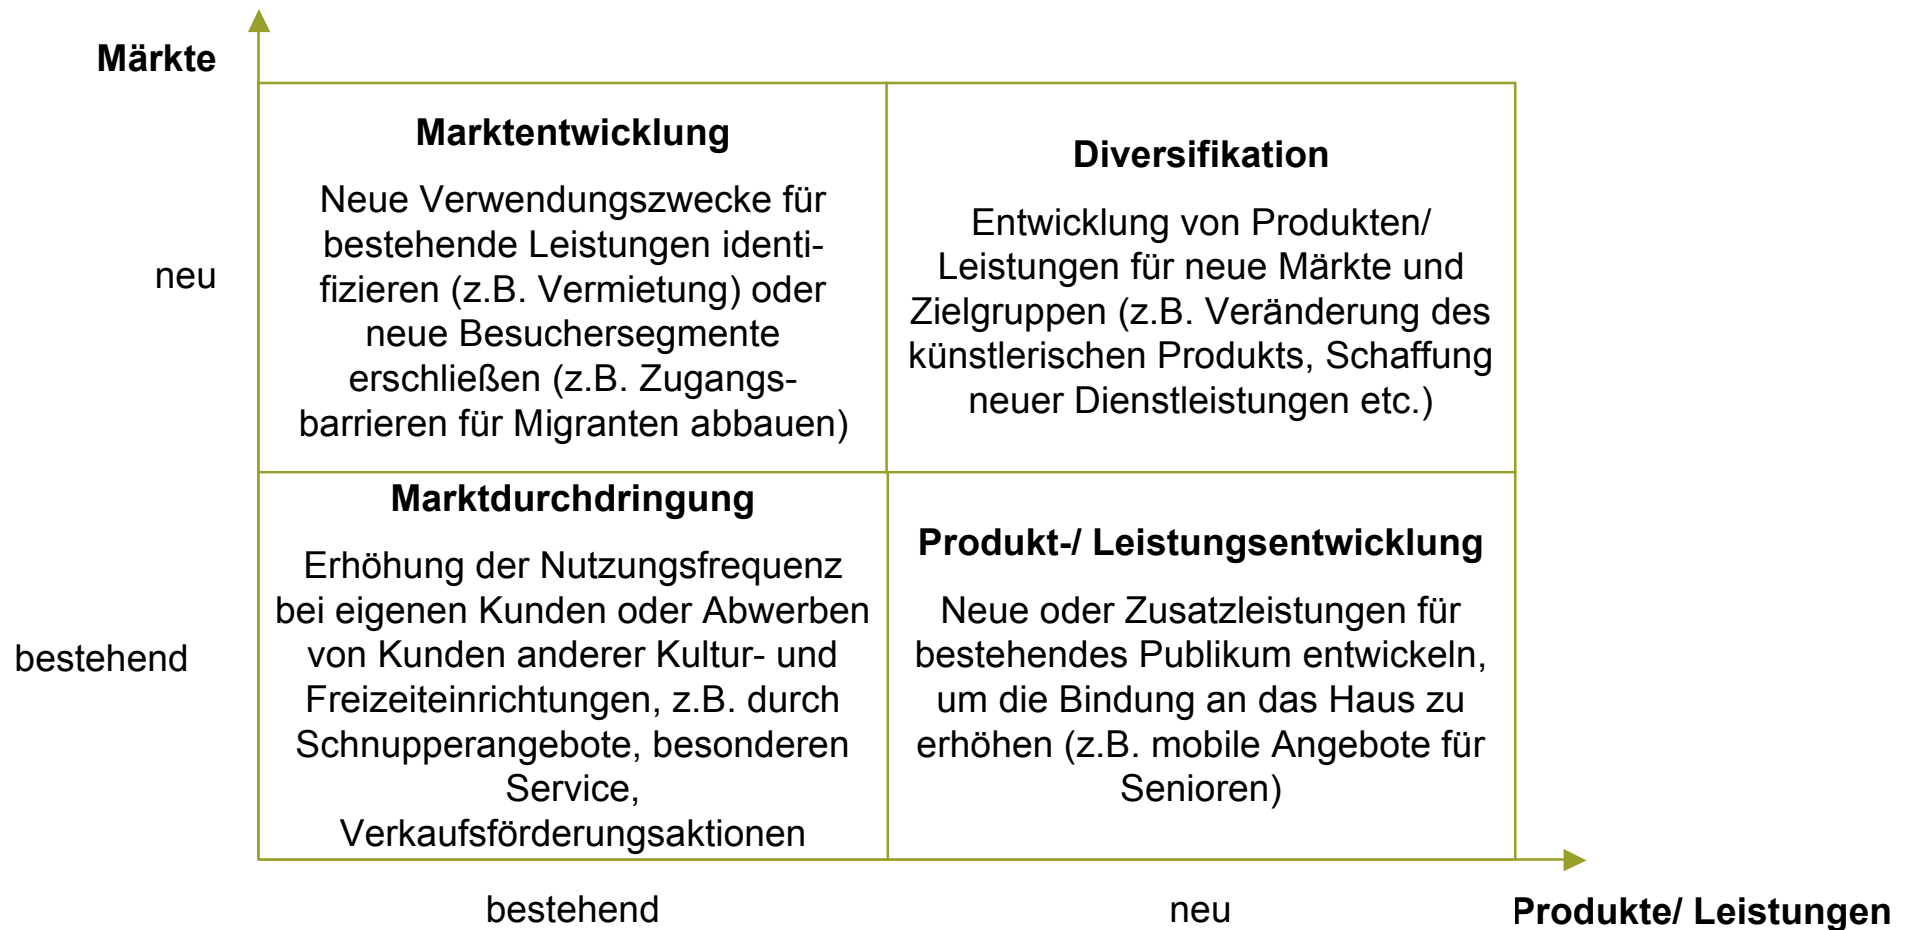 Märkte
Marktentwicklung
Neue Verwendungszwecke für
bestehende Leistungen identi-
fizieren (z.B. Vermietung) oder
neue Besuchersegmente
erschließen (z.B. Zugangs-
barrieren für Migranten abbauen)
Diversifikation
Entwicklung von Produkten/
Leistungen für neue Märkte und
Zielgruppen (z.B. Veränderung des
künstlerischen Produkts, Schaffung
neuer Dienstleistungen etc.)
neu
Marktdurchdringung
Erhöhung der Nutzungsfrequenz
bei eigenen Kunden oder Abwerben
von Kunden anderer Kultur- und
Freizeiteinrichtungen, z.B. durch
Schnupperangebote, besonderen
Service,
Verkaufsförderungsaktionen
Produkt-/ Leistungsentwicklung
Neue oder Zusatzleistungen für
bestehendes Publikum entwickeln,
um die Bindung an das Haus zu
erhöhen (z.B. mobile Angebote für
Senioren)
bestehend
bestehend
neu
Produkte/ Leistungen